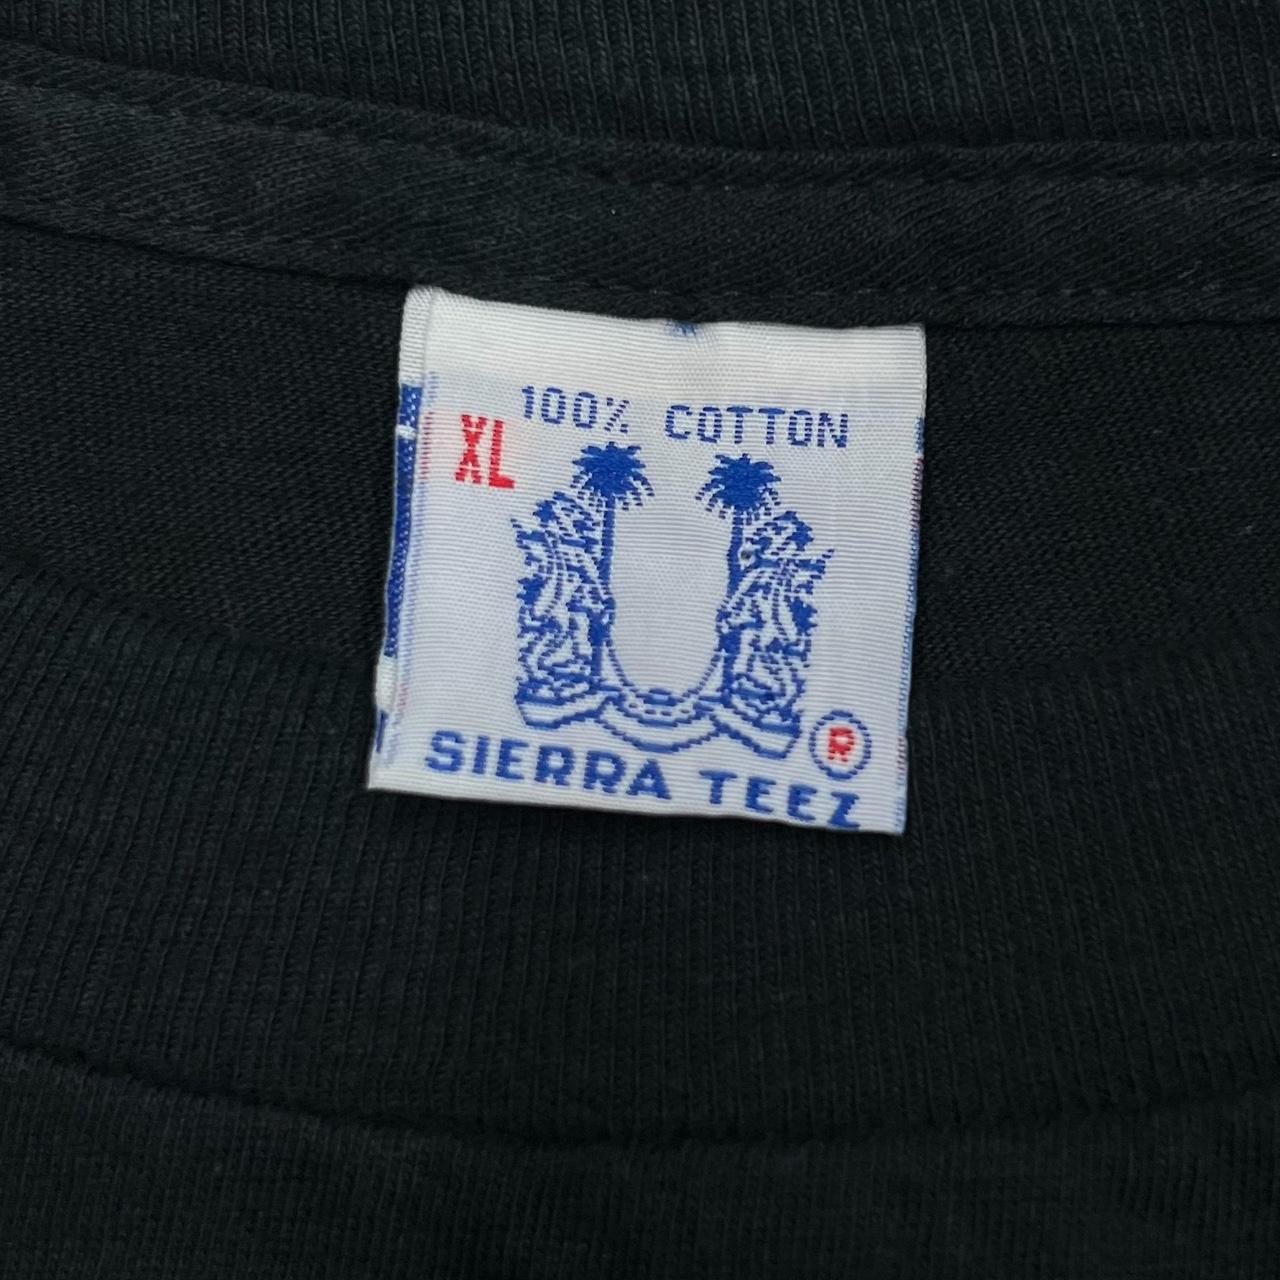 100% COTTON
XL
®
SIERRA TEEZ